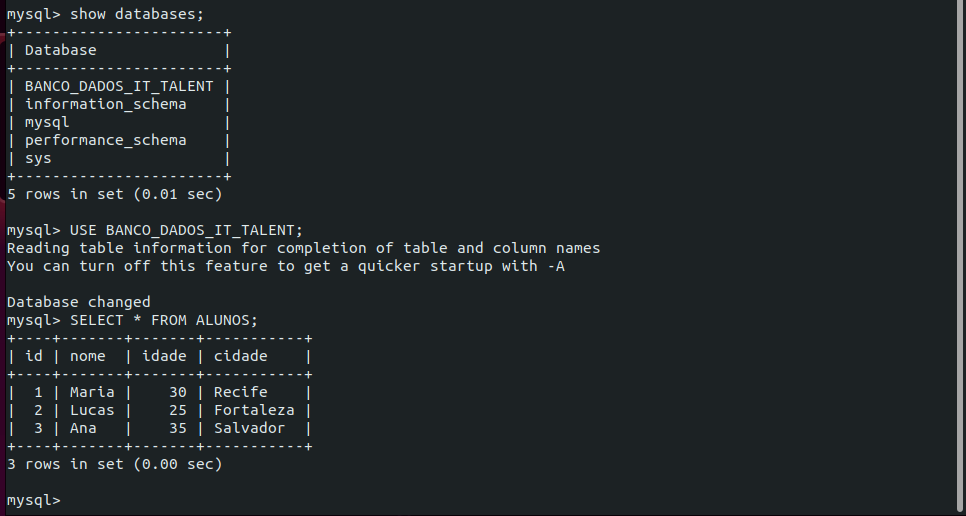 mysql> show databases;
+-----------------------+
| Database              |
+-----------------------+
| BANCO_DADOS_IT_TALENT |
| information_schema    |
| mysql                 |
| performance_schema    |
| sys                   |
+-----------------------+
5 rows in set (0.01 sec)

mysql> USE BANCO_DADOS_IT_TALENT;
Reading table information for completion of table and column names
You can turn off this feature to get a quicker startup with -A

Database changed
mysql> SELECT * FROM ALUNOS;
+----+-------+-------+-----------+
| id | nome  | idade | cidade    |
+----+-------+-------+-----------+
|  1 | Maria |    30 | Recife    |
|  2 | Lucas |    25 | Fortaleza |
|  3 | Ana   |    35 | Salvador  |
+----+-------+-------+-----------+
3 rows in set (0.00 sec)

mysql>